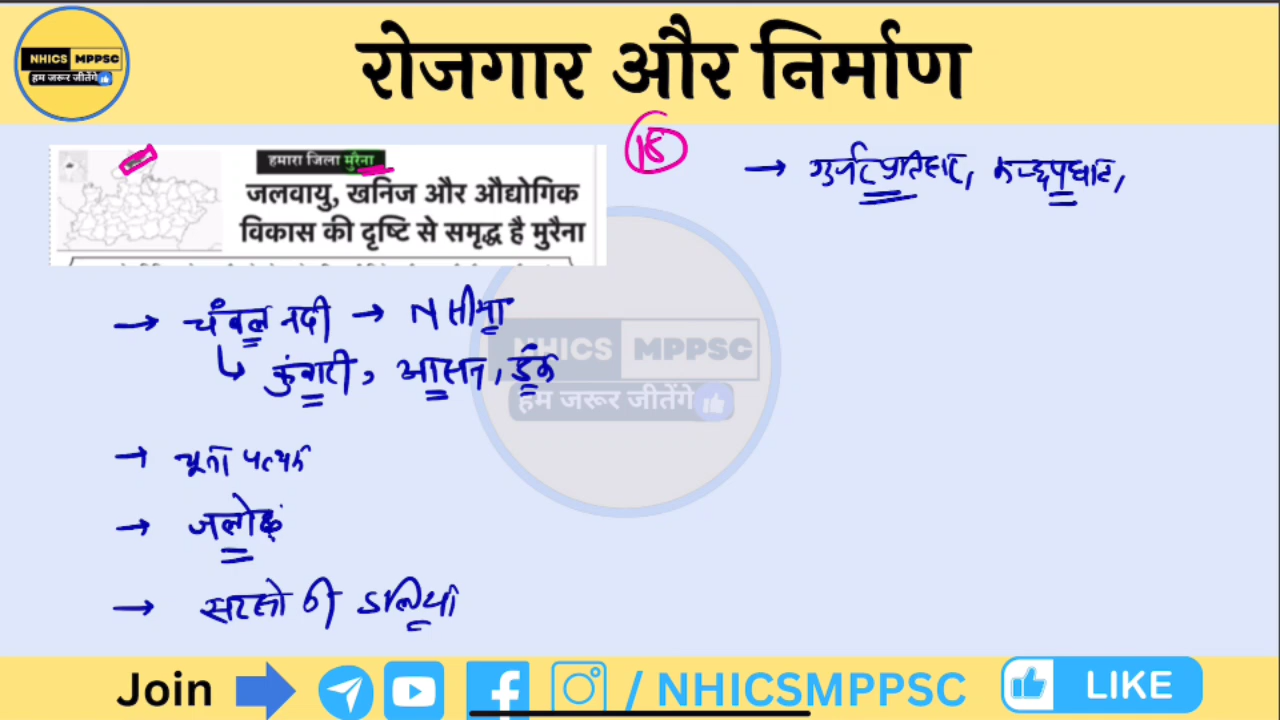 NHICS MPPSC
हम जरूर जीतेंगे
रोजगार और निर्माण
हमारा जिला मुरैना
जलवायु, खनिज और औद्योगिक
विकास की दृष्टि से समृद्ध है मुरैना
→ चंबल नदी → N सीमा
↳ कुंवारी, आसन,
→ चूना पत्थर
→ जलोढ़
→ सरसो की डलियां
18
→ गुर्जर प्रतिहार, कच्छपघात,
NHICS MPPSC
हम जरूर जीतेंगे
Join / NHICSMPPSC LIKE